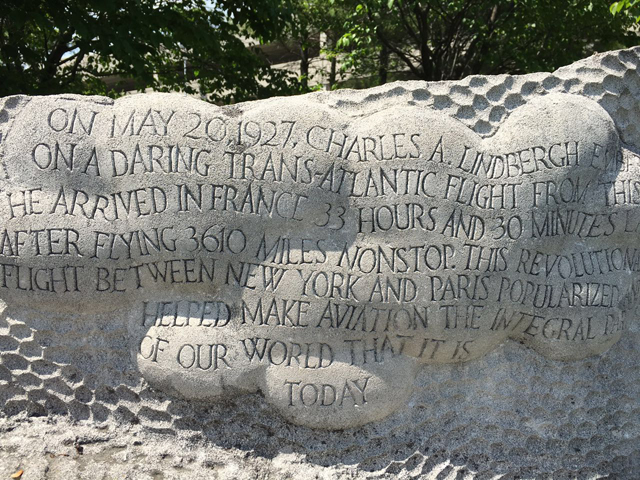 ON MAY 20, 1927, CHARLES A. LINDBERGH
ON A DARING TRANS-ATLANTIC FLIGHT FROM THIS
HE ARRIVED IN FRANCE 33 HOURS AND 30 MINUTES
AFTER FLYING 3610 MILES NONSTOP. THIS REVOLUTION
FLIGHT BETWEEN NEW YORK AND PARIS POPULARIZED
HELPED MAKE AVIATION THE INTEGRAL
OF OUR WORLD THAT IT IS
TODAY